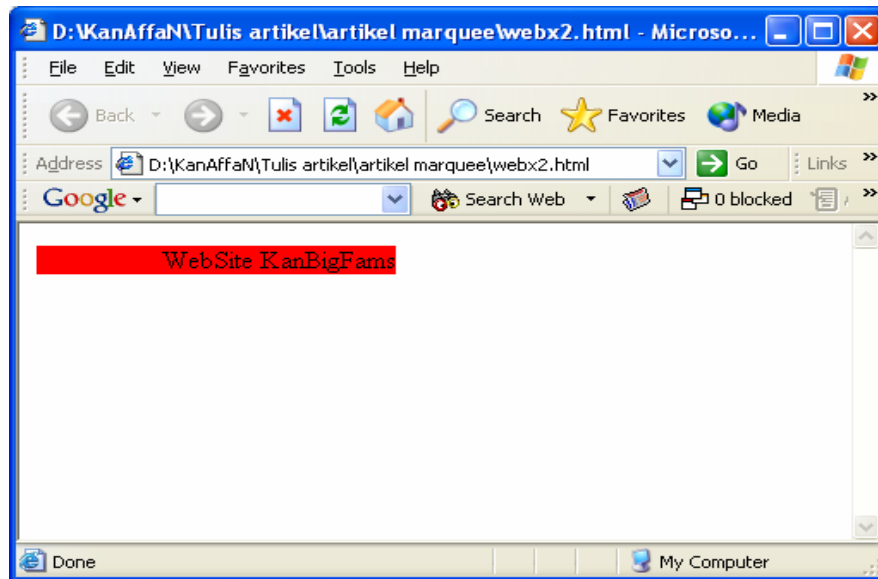 D:\KanAffaN\Tulis artikel\artikel marquee\webx2.html - Microso...
File Edit View Favorites Tools Help
Back Search Favorites Media »
Address D:\KanAffaN\Tulis artikel\artikel marquee\webx2.html Go Links »
Google Search Web 0 blocked »
WebSite KanBigFams
Done My Computer